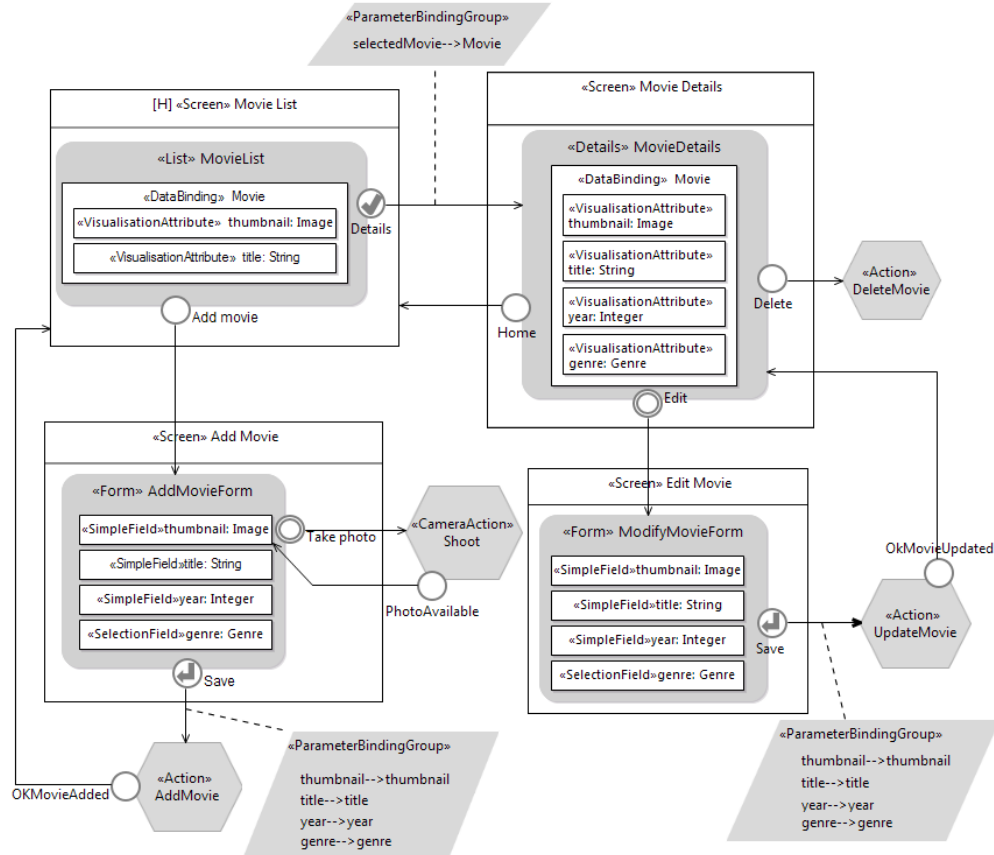 «ParameterBindingGroup»
selectedMovie-->Movie
[H] «Screen» Movie List
«List» MovieList
«DataBinding» Movie
«VisualisationAttribute» thumbnail: Image
«VisualisationAttribute» title: String
Details
Add movie
«Screen» Movie Details
«Details» MovieDetails
«DataBinding» Movie
«VisualisationAttribute»
thumbnail: Image
«VisualisationAttribute»
title: String
«VisualisationAttribute»
year: Integer
«VisualisationAttribute»
genre: Genre
Home
Delete
Edit
«Action»
DeleteMovie
«Screen» Add Movie
«Form» AddMovieForm
«SimpleField»thumbnail: Image
«SimpleField»title: String
«SimpleField»year: Integer
«SelectionField»genre: Genre
Take photo
Save
«CameraAction»
Shoot
PhotoAvailable
«Screen» Edit Movie
«Form» ModifyMovieForm
«SimpleField»thumbnail: Image
«SimpleField»title: String
«SimpleField»year: Integer
«SelectionField»genre: Genre
Save
OkMovieUpdated
«Action»
UpdateMovie
«ParameterBindingGroup»
thumbnail-->thumbnail
title-->title
year-->year
genre-->genre
OKMovieAdded
«Action»
AddMovie
«ParameterBindingGroup»
thumbnail-->thumbnail
title-->title
year-->year
genre-->genre